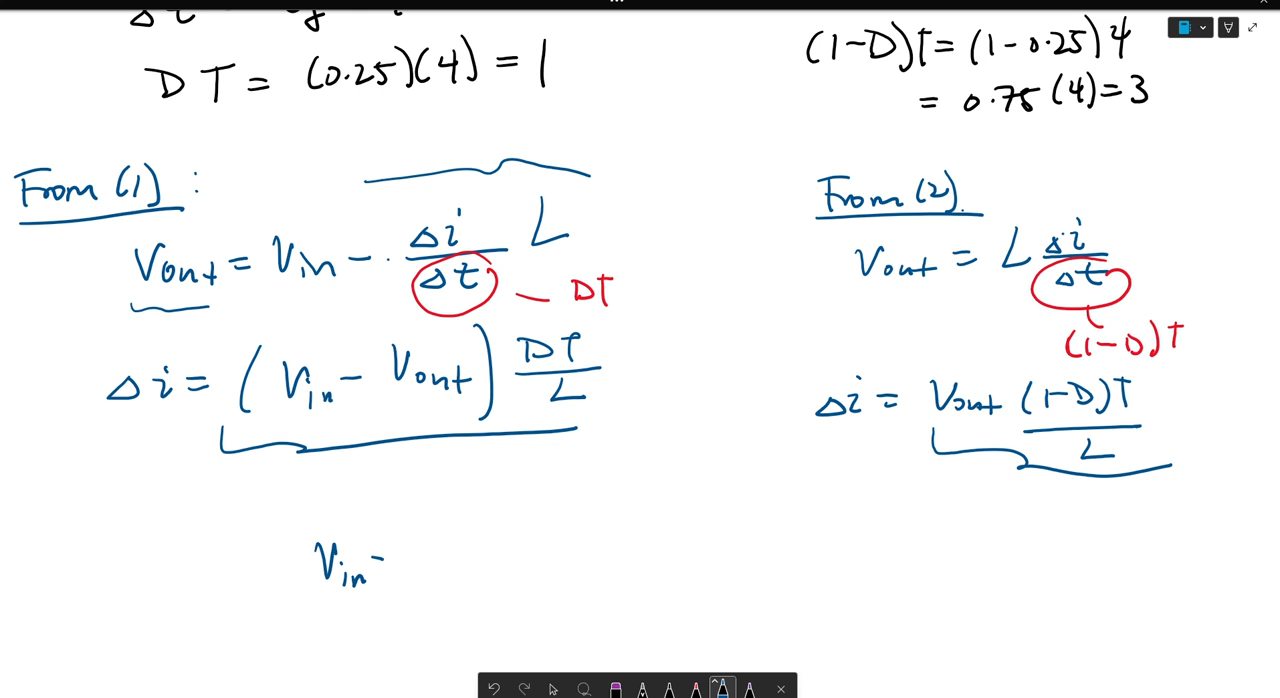 Δi
DT = (0.25)(4) = 1
(1-D)T = (1-0.25)4
= 0.75(4)=3
From (1) :
Vout = Vin - Δi/Δt L
DT
Δi = (Vin - Vout) DT/L
From (2).
Vout = L Δi/Δt
(1-D)T
Δi = Vout (1-D)T/L
Vin -